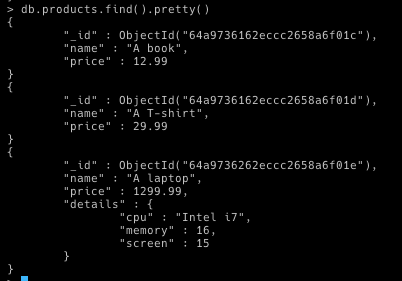 > db.products.find().pretty()
{
        "_id" : ObjectId("64a9736162eccc2658a6f01c"),
        "name" : "A book",
        "price" : 12.99
}
{
        "_id" : ObjectId("64a9736162eccc2658a6f01d"),
        "name" : "A T-shirt",
        "price" : 29.99
}
{
        "_id" : ObjectId("64a9736262eccc2658a6f01e"),
        "name" : "A laptop",
        "price" : 1299.99,
        "details" : {
                "cpu" : "Intel i7",
                "memory" : 16,
                "screen" : 15
        }
}